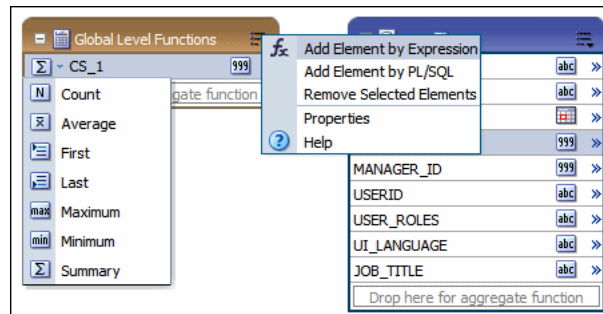 Global Level Functions
CS_1
999
Count
Average
First
Last
Maximum
Minimum
Summary
gate function
fx Add Element by Expression
Add Element by PL/SQL
Remove Selected Elements
Properties
? Help
abc
abc
999
MANAGER_ID 999
USERID abc
USER_ROLES abc
UI_LANGUAGE abc
JOB_TITLE abc
Drop here for aggregate function